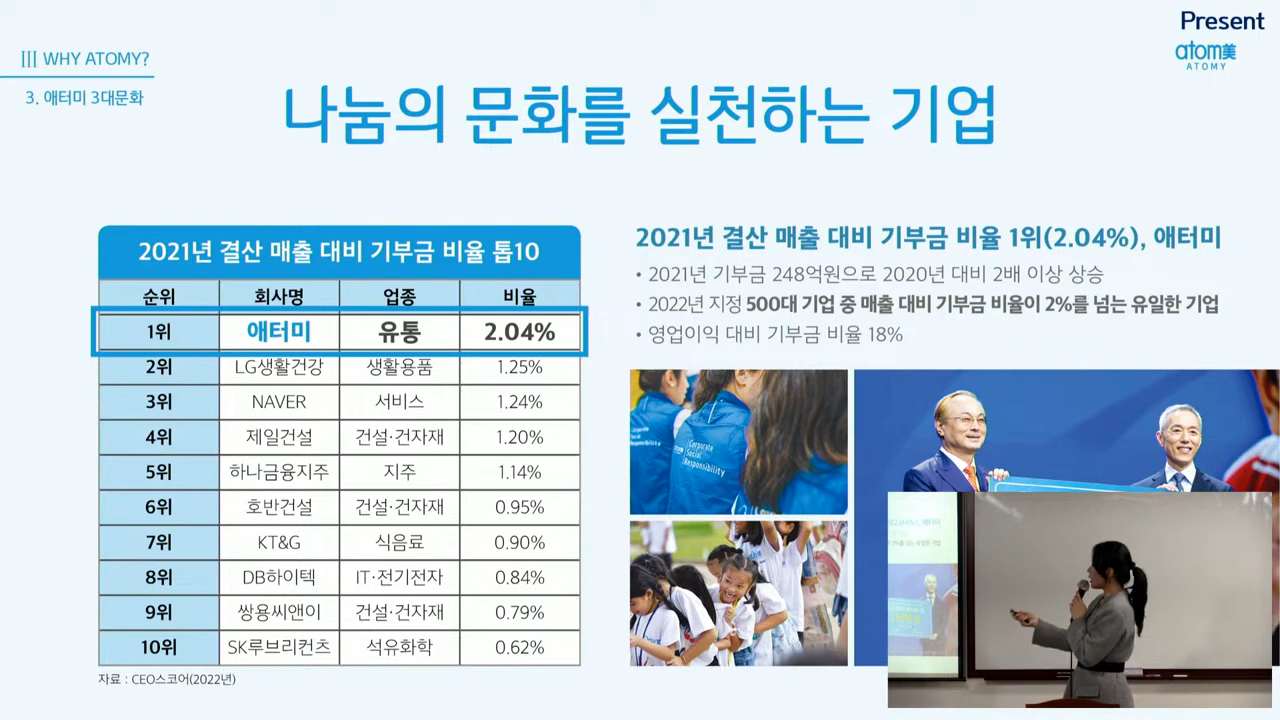 Present
III WHY ATOMY?
atom美
ATOMY
3. 애터미 3대문화
나눔의 문화를 실천하는 기업
2021년 결산 매출 대비 기부금 비율 톱10
순위 회사명 업종 비율
1위 애터미 유통 2.04%
2위 LG생활건강 생활용품 1.25%
3위 NAVER 서비스 1.24%
4위 제일건설 건설·건자재 1.20%
5위 하나금융지주 지주 1.14%
6위 호반건설 건설·건자재 0.95%
7위 KT&G 식음료 0.90%
8위 DB하이텍 IT·전기전자 0.84%
9위 쌍용씨앤이 건설·건자재 0.79%
10위 SK루브리컨츠 석유화학 0.62%
자료 : CEO스코어(2022년)
2021년 결산 매출 대비 기부금 비율 1위(2.04%), 애터미
• 2021년 기부금 248억원으로 2020년 대비 2배 이상 상승
• 2022년 지정 500대 기업 중 매출 대비 기부금 비율이 2%를 넘는 유일한 기업
• 영업이익 대비 기부금 비율 18%
Corporate
Social
Responsibility
Corporate
Social
Responsibility
2.04%), 애터미